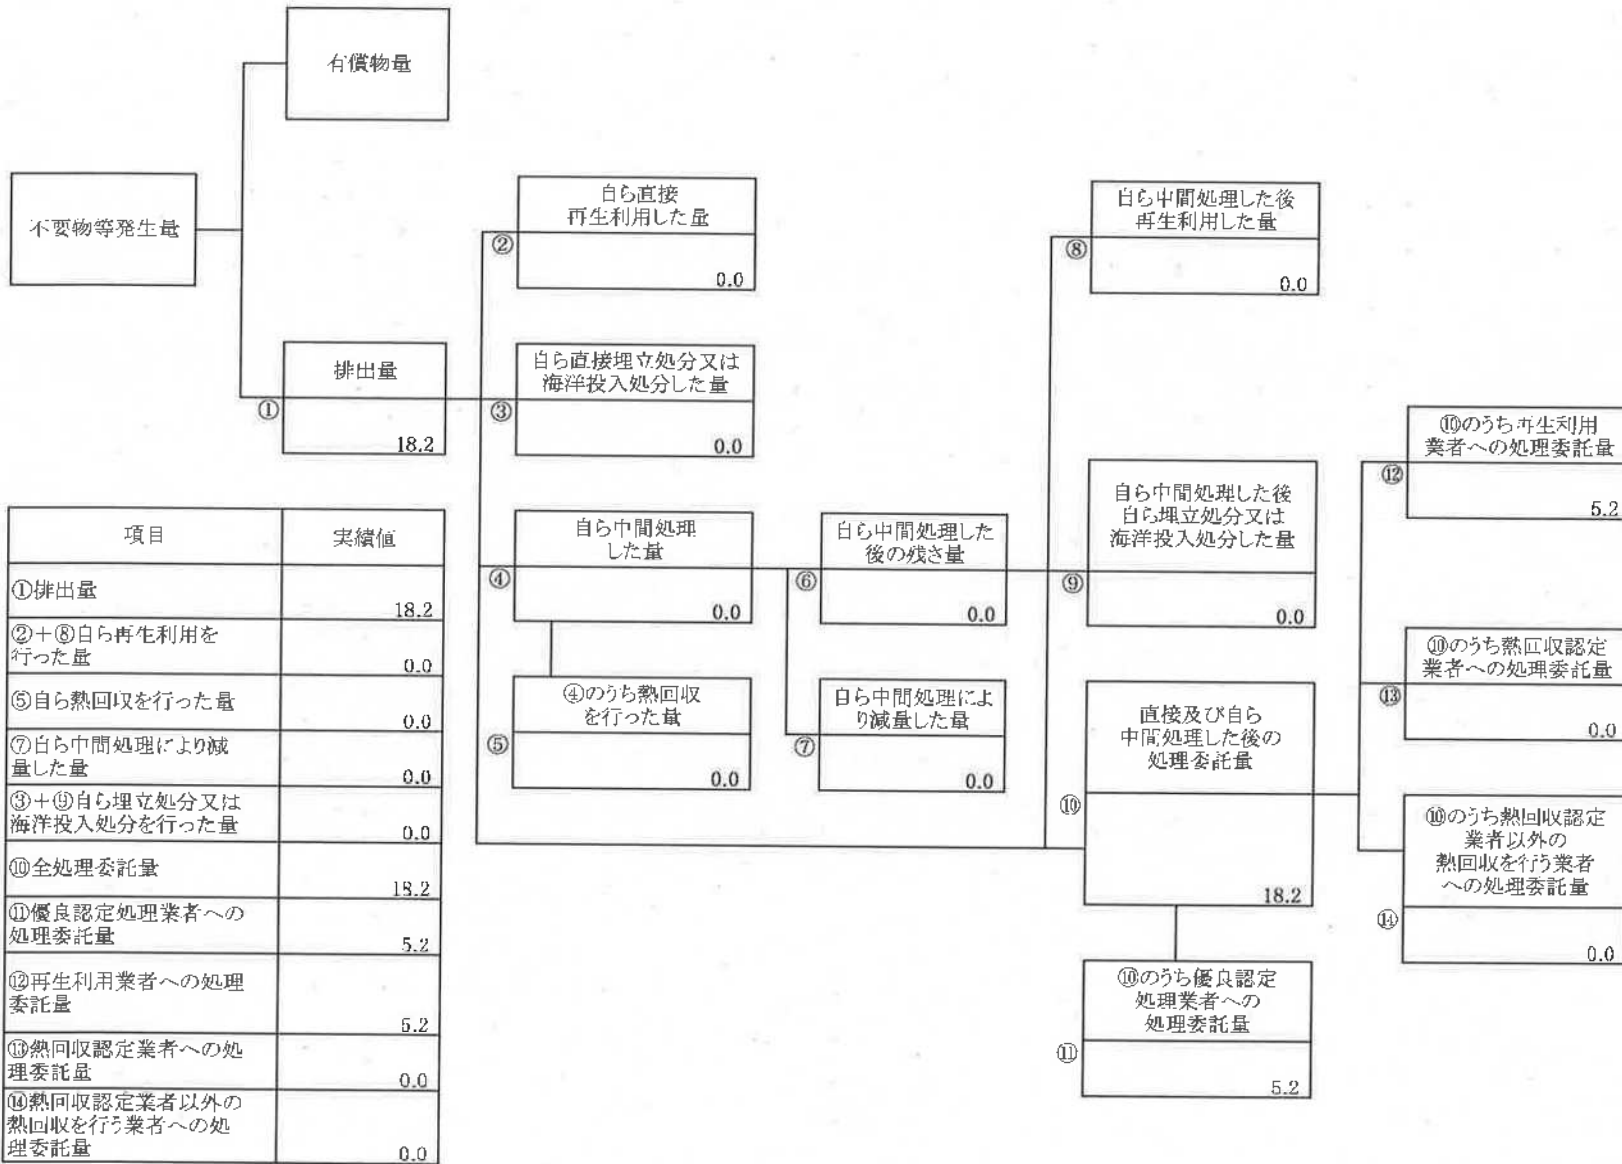 有償物量
不要物等発生量
排出量
①
18.2
自ら直接
再生利用した量
②
0.0
自ら直接埋立処分又は
海洋投入処分した量
③
0.0
自ら中間処理
した量
④
0.0
④のうち熱回収
を行った量
⑤
0.0
自ら中間処理した
後の残さ量
⑥
0.0
自ら中間処理によ
り減量した量
⑦
0.0
自ら中間処理した後
再生利用した量
⑧
0.0
自ら中間処理した後
自ら埋立処分又は
海洋投入処分した量
⑨
0.0
直接及び自ら
中間処理した後の
処理委託量
⑩
18.2
⑩のうち優良認定
処理業者への
処理委託量
⑪
5.2
⑩のうち再生利用
業者への処理委託量
⑫
5.2
⑩のうち熱回収認定
業者への処理委託量
⑬
0.0
⑩のうち熱回収認定
業者以外の
熱回収を行う業者
への処理委託量
⑭
0.0
項目 実績値
①排出量 18.2
②+⑧自ら再生利用を
行った量 0.0
⑤自ら熱回収を行った量 0.0
⑦自ら中間処理により減
量した量 0.0
③+⑨自ら埋立処分又は
海洋投入処分を行った量 0.0
⑩全処理委託量 18.2
⑪優良認定処理業者への
処理委託量 5.2
⑫再生利用業者への処理
委託量 5.2
⑬熱回収認定業者への処
理委託量 0.0
⑭熱回収認定業者以外の
熱回収を行う業者への処
理委託量 0.0